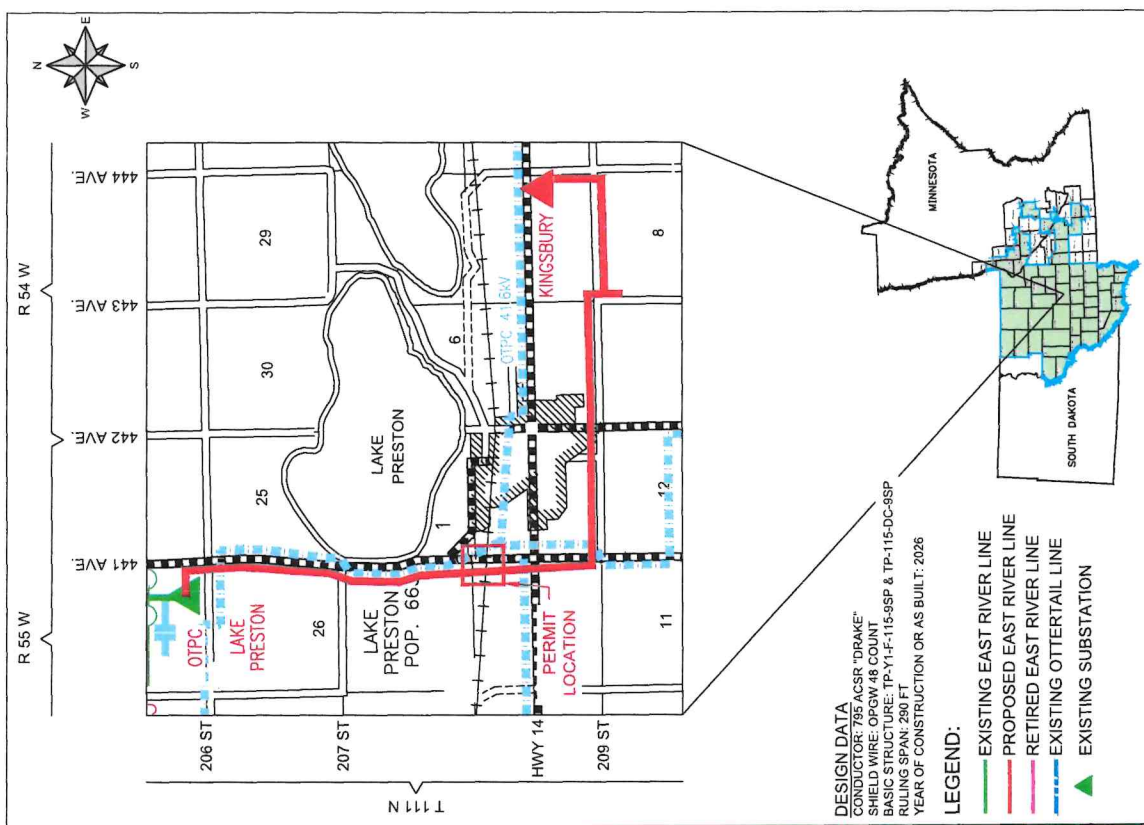 N
E
S
W
R 55 W
R 54 W
441 AVE.
442 AVE.
443 AVE.
444 AVE.
T 111 N
206 ST
207 ST
HWY 14
209 ST
OTPC
LAKE
PRESTON
26
25
30
29
LAKE
PRESTON
LAKE
PRESTON
POP. 66
1
6
OTPC 41.6kV
KINGSBURY
PERMIT
LOCATION
11
12
8
MINNESOTA
SOUTH DAKOTA
DESIGN DATA
CONDUCTOR: 795 ACSR "DRAKE"
SHIELD WIRE: OPGW 48 COUNT
BASIC STRUCTURE: TP-Y1-F-115-9SP & TP-115-DC-9SP
RULING SPAN: 290 FT
YEAR OF CONSTRUCTION OR AS BUILT: 2026
LEGEND:
EXISTING EAST RIVER LINE
PROPOSED EAST RIVER LINE
RETIRED EAST RIVER LINE
EXISTING OTTERTAIL LINE
EXISTING SUBSTATION